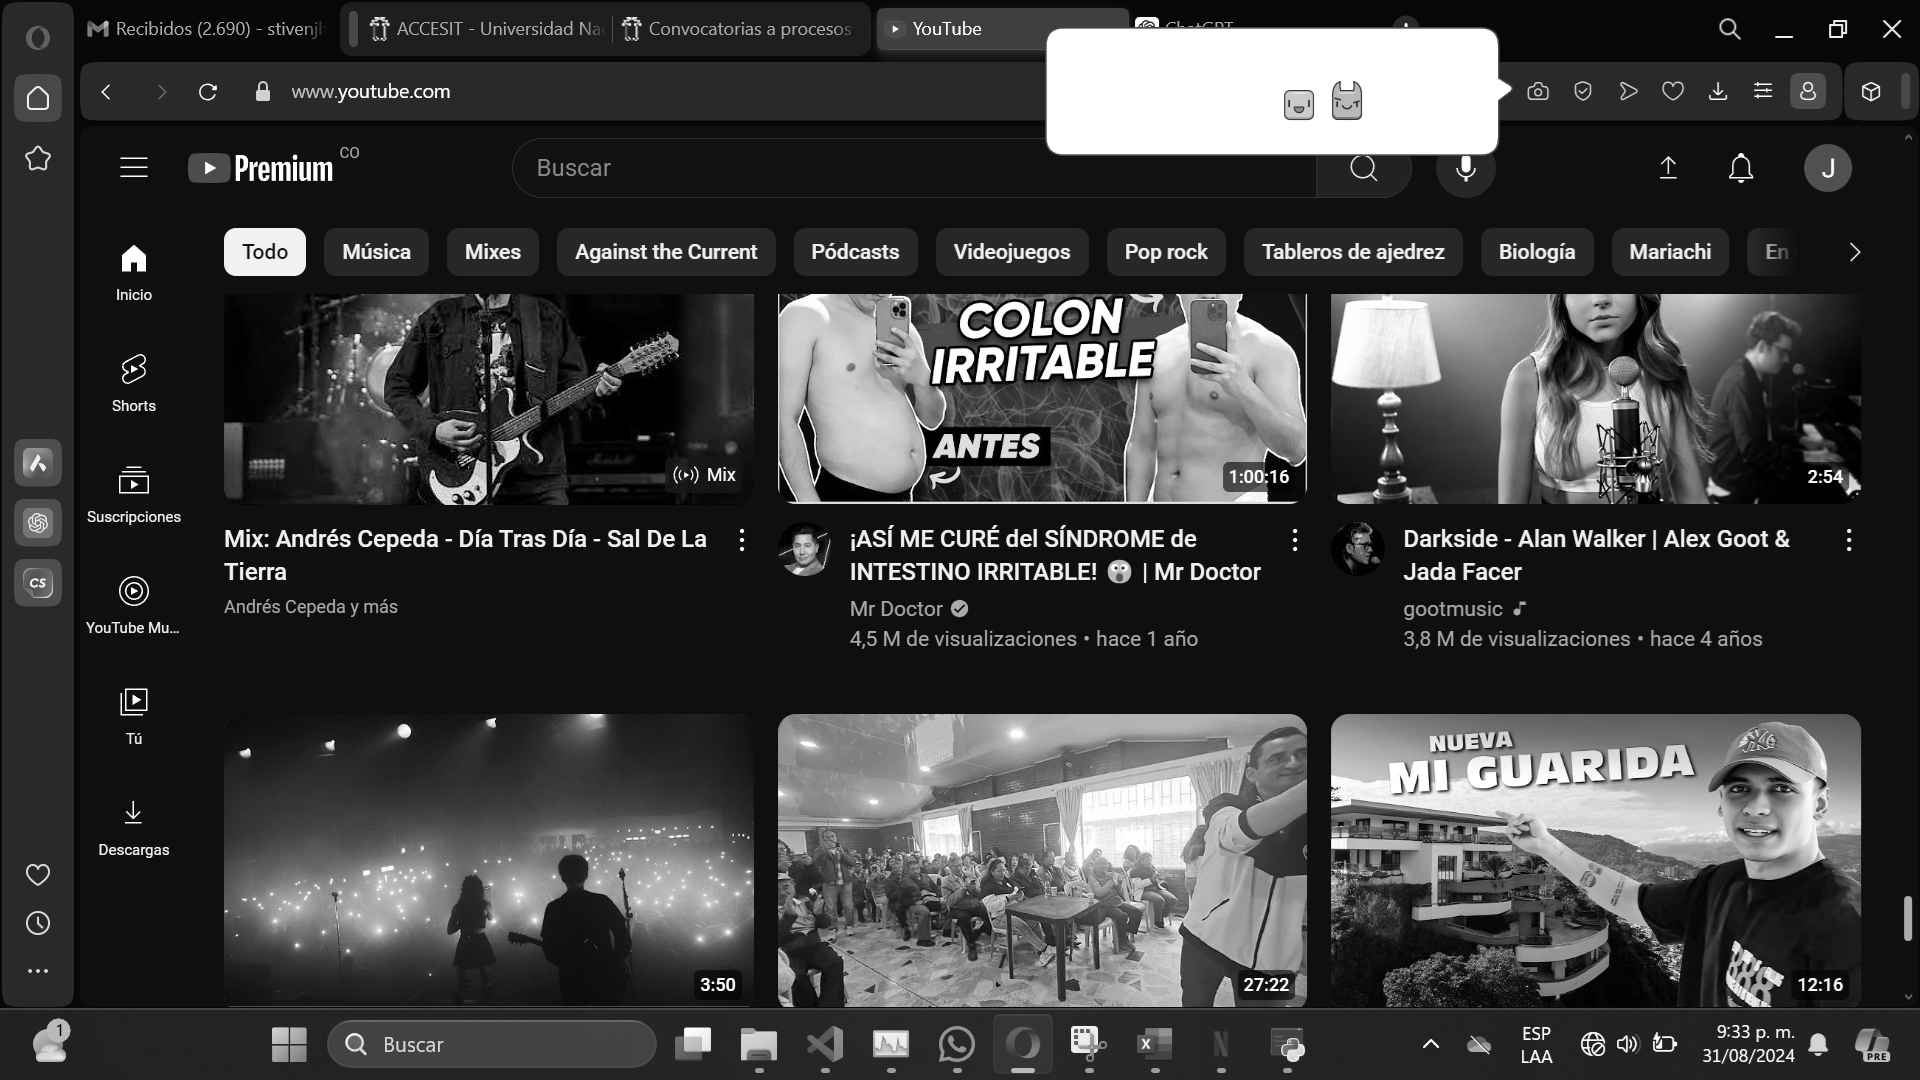 Recibidos (2.690) - stivenjh
ACCESIT - Universidad Na
Convocatorias a procesos
YouTube
www.youtube.com
Premium
CO
Buscar
J
Todo
Música
Mixes
Against the Current
Pódcasts
Videojuegos
Pop rock
Tableros de ajedrez
Biología
Mariachi
En
Inicio
Shorts
Suscripciones
YouTube Mu...
Tú
Descargas
CS
Mix
COLON
IRRITABLE
ANTES
1:00:16
2:54
Mix: Andrés Cepeda - Día Tras Día - Sal De La
Tierra
Andrés Cepeda y más
¡ASÍ ME CURÉ del SÍNDROME de
INTESTINO IRRITABLE! 😨 | Mr Doctor
Mr Doctor
4,5 M de visualizaciones • hace 1 año
Darkside - Alan Walker | Alex Goot &
Jada Facer
gootmusic
3,8 M de visualizaciones • hace 4 años
3:50
27:22
NUEVA
MI GUARIDA
12:16
1
Buscar
ESP
LAA
9:33 p. m.
31/08/2024
PRE